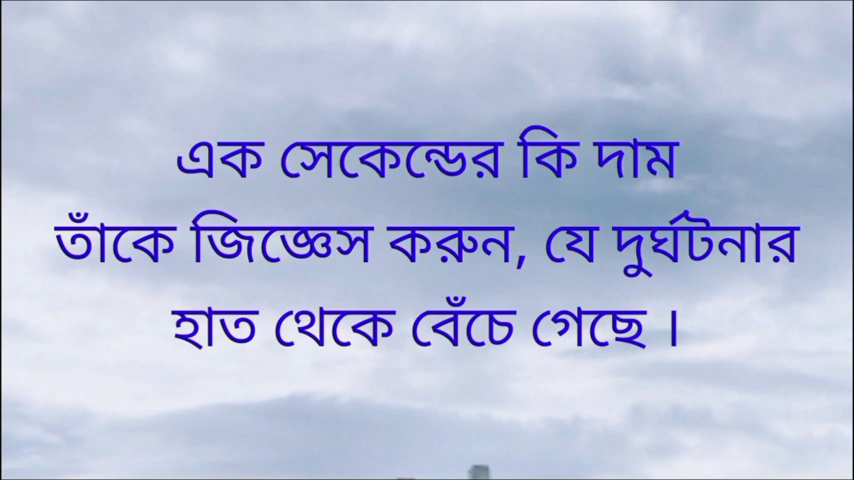 এক সেকেন্ডের কি দাম
তাঁকে জিজ্ঞেস করুন, যে দুর্ঘটনার
হাত থেকে বেঁচে গেছে ।